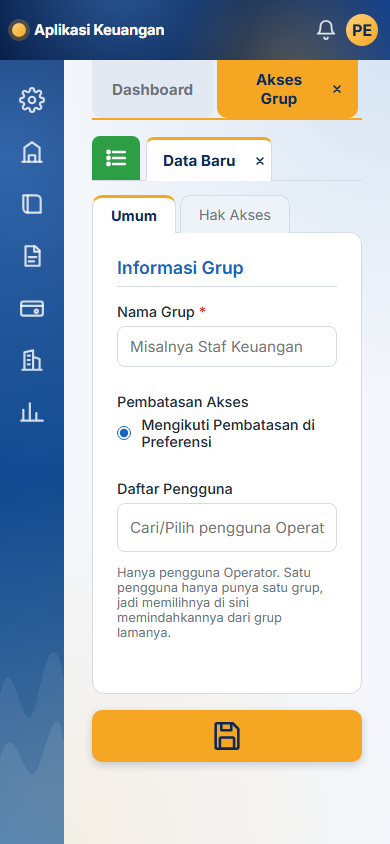 Aplikasi Keuangan
PE
Dashboard
Akses
Grup
×
Data Baru ×
Umum
Hak Akses
Informasi Grup
Nama Grup *
Misalnya Staf Keuangan
Pembatasan Akses
Mengikuti Pembatasan di
Preferensi
Daftar Pengguna
Cari/Pilih pengguna Operat
Hanya pengguna Operator. Satu
pengguna hanya punya satu grup,
jadi memilihnya di sini
memindahkannya dari grup
lamanya.